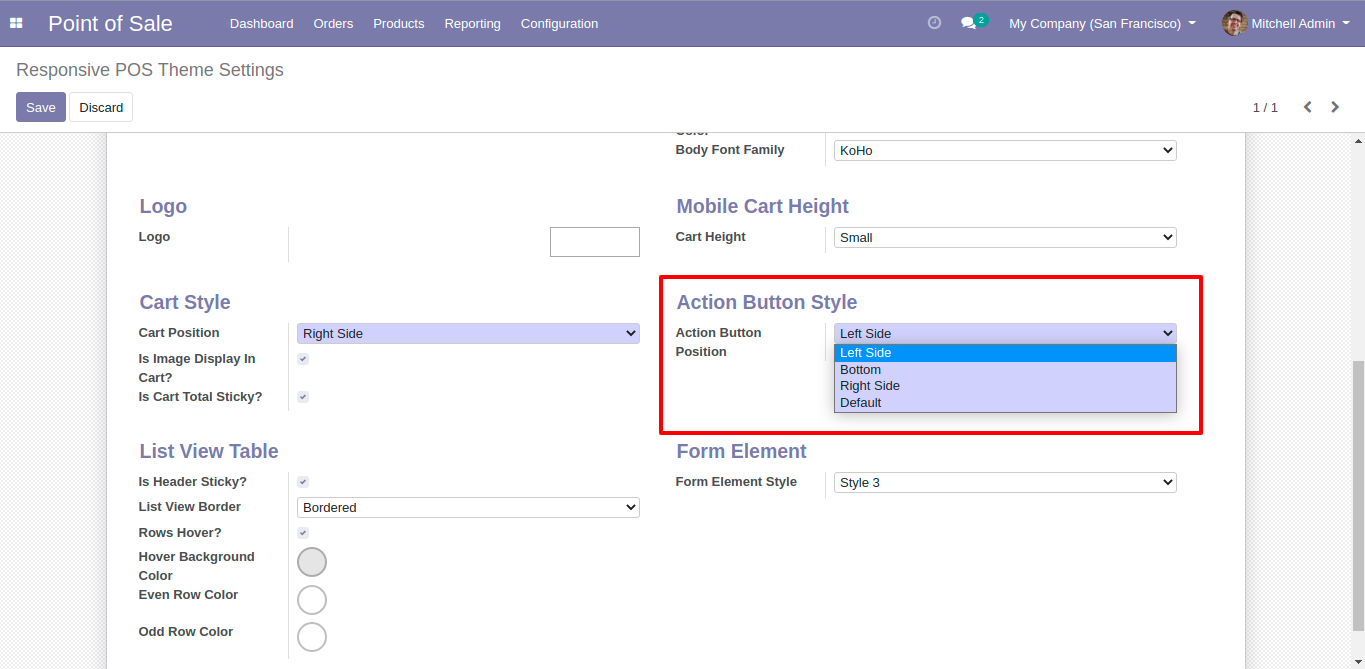 Point of Sale
Dashboard
Orders
Products
Reporting
Configuration
2
My Company (San Francisco)
Mitchell Admin
Responsive POS Theme Settings
Save
Discard
1 / 1
Color
Body Font Family
KoHo
Logo
Logo
Mobile Cart Height
Cart Height
Small
Cart Style
Cart Position
Right Side
Is Image Display In
Cart?
Is Cart Total Sticky?
Action Button Style
Action Button
Position
Left Side
Left Side
Bottom
Right Side
Default
List View Table
Is Header Sticky?
List View Border
Bordered
Rows Hover?
Hover Background
Color
Even Row Color
Odd Row Color
Form Element
Form Element Style
Style 3